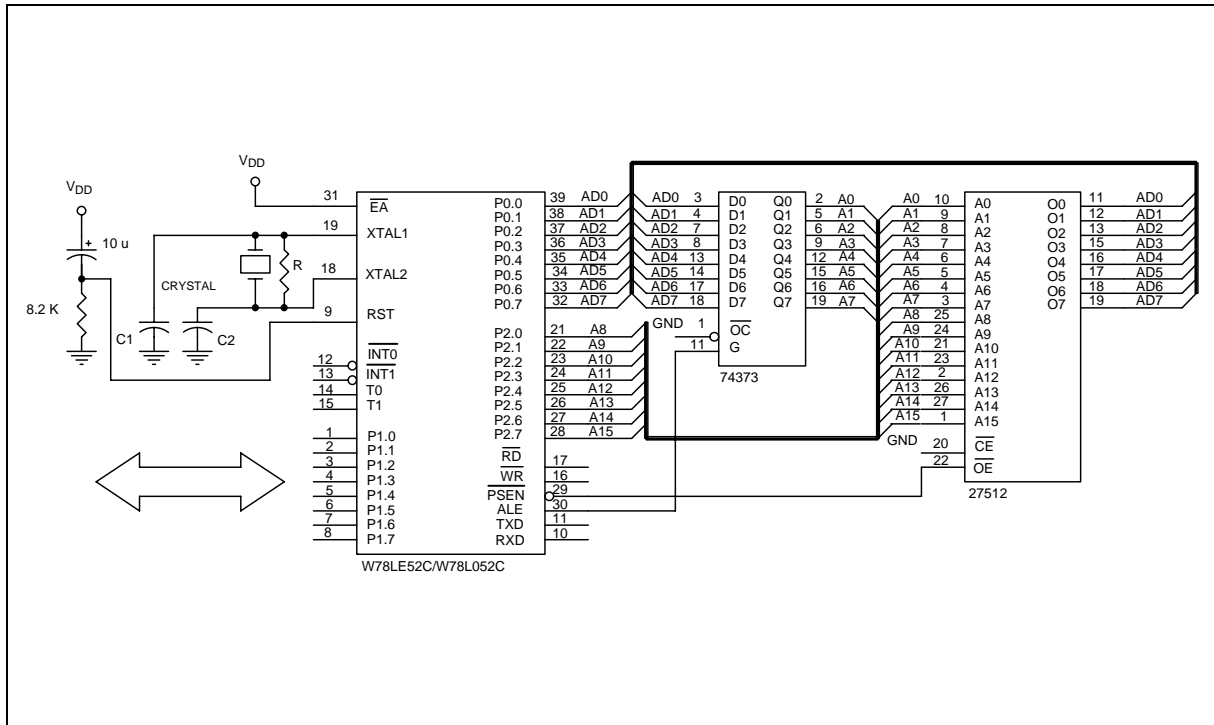 VDD
VDD
10 u
8.2 K
C1
C2
CRYSTAL
R
31
19
18
9
12
13
14
15
1
2
3
4
5
6
7
8
EA
XTAL1
XTAL2
RST
INT0
INT1
T0
T1
P1.0
P1.1
P1.2
P1.3
P1.4
P1.5
P1.6
P1.7
P0.0 39 AD0
P0.1 38 AD1
P0.2 37 AD2
P0.3 36 AD3
P0.4 35 AD4
P0.5 34 AD5
P0.6 33 AD6
P0.7 32 AD7
P2.0 21 A8
P2.1 22 A9
P2.2 23 A10
P2.3 24 A11
P2.4 25 A12
P2.5 26 A13
P2.6 27 A14
P2.7 28 A15
RD 17
WR 16
PSEN 29
ALE 30
TXD 11
RXD 10
W78LE52C/W78L052C
AD0 3 D0 Q0 2 A0
AD1 4 D1 Q1 5 A1
AD2 7 D2 Q2 6 A2
AD3 8 D3 Q3 9 A3
AD4 13 D4 Q4 12 A4
AD5 14 D5 Q5 15 A5
AD6 17 D6 Q6 16 A6
AD7 18 D7 Q7 19 A7
GND 1 OC
11 G
74373
A0 10 A0 O0 11 AD0
A1 9 A1 O1 12 AD1
A2 8 A2 O2 13 AD2
A3 7 A3 O3 15 AD3
A4 6 A4 O4 16 AD4
A5 5 A5 O5 17 AD5
A6 4 A6 O6 18 AD6
A7 3 A7 O7 19 AD7
A8 25 A8
A9 24 A9
A10 21 A10
A11 23 A11
A12 2 A12
A13 26 A13
A14 27 A14
A15 1 A15
GND 20 CE
22 OE
27512